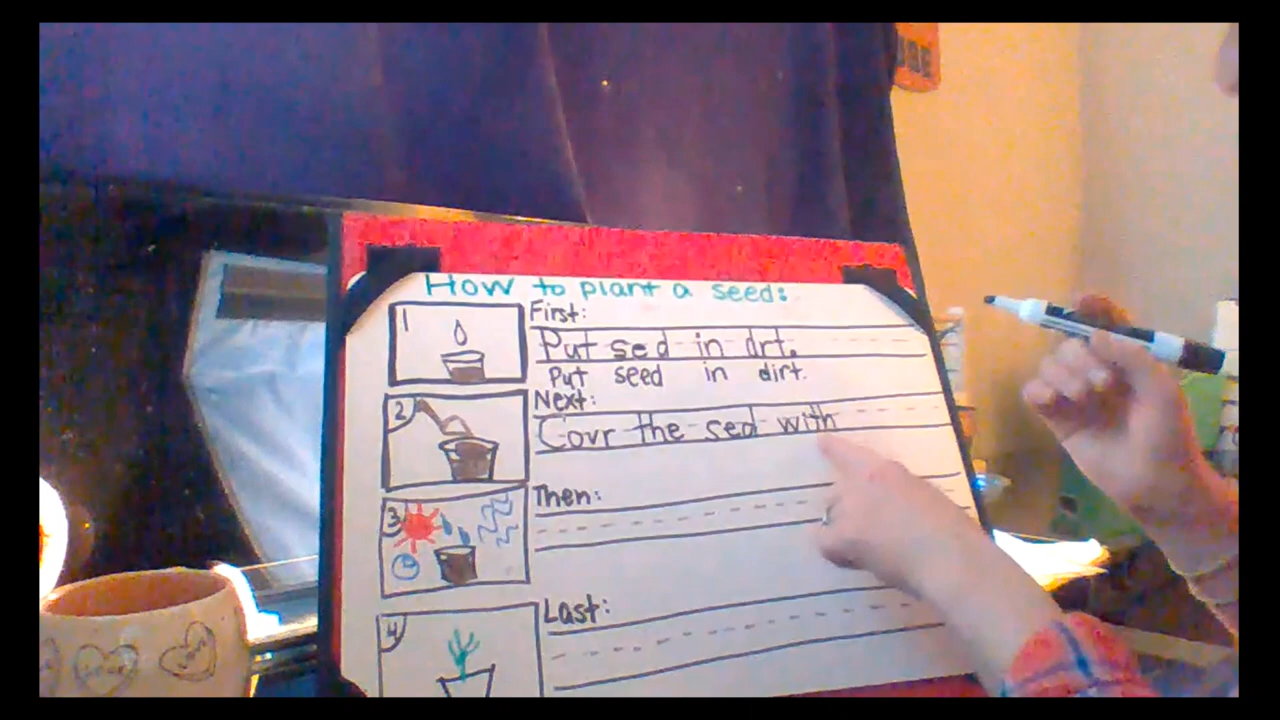 How to plant a seed:
1
First:
Put sed in drt.
Put seed in dirt.
2
Next:
Covr the sed with
3
Then:
4
Last: